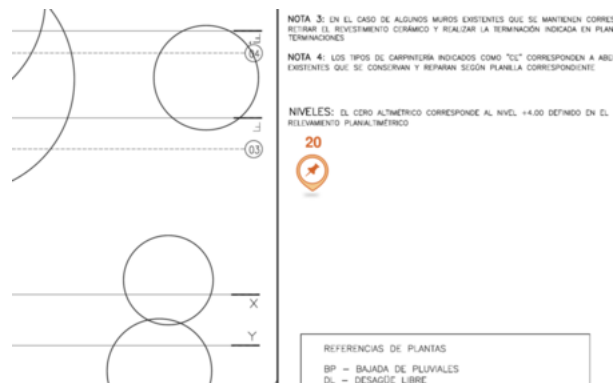 NOTA 3: EN EL CASO DE ALGUNOS MUROS EXISTENTES QUE SE MANTIENEN CORRES
RETIRAR EL REVESTIMIENTO CERÁMICO Y REALIZAR LA TERMINACIÓN INDICADA EN PLAN
TERMINACIONES
NOTA 4: LOS TIPOS DE CARPINTERÍA INDICADOS COMO "CE" CORRESPONDEN A ABE
EXISTENTES QUE SE CONSERVAN Y REPARAN SEGÚN PLANILLA CORRESPONDIENTE
NIVELES: EL CERO ALTIMÉTRICO CORRESPONDE AL NIVEL +4.00 DEFINIDO EN EL
RELEVAMIENTO PLANIALTIMÉTRICO
20
04
F
03
X
Y
REFERENCIAS DE PLANTAS
BP – BAJADA DE PLUVIALES
DL – DESAGÜE LIBRE